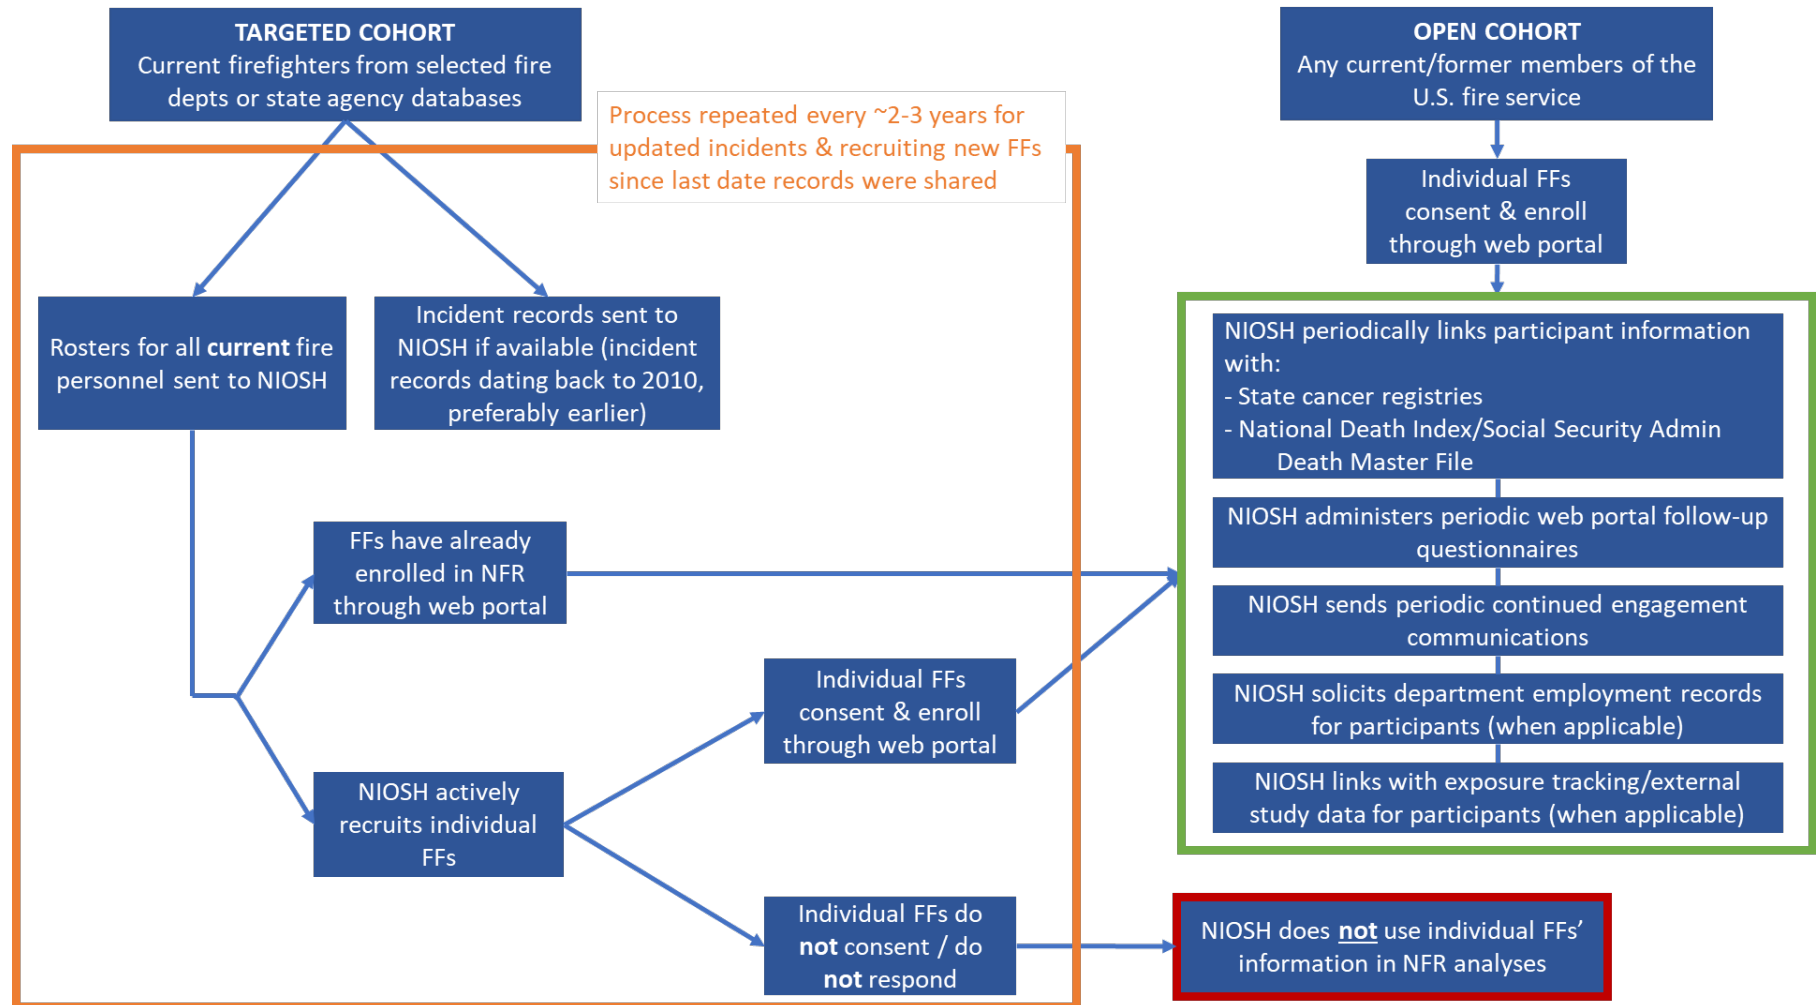 TARGETED COHORT
Current firefighters from selected fire
depts or state agency databases
OPEN COHORT
Any current/former members of the
U.S. fire service
Process repeated every ~2-3 years for
updated incidents & recruiting new FFs
since last date records were shared
Individual FFs
consent & enroll
through web portal
Rosters for all current fire
personnel sent to NIOSH
Incident records sent to
NIOSH if available (incident
records dating back to 2010,
preferably earlier)
NIOSH periodically links participant information
with:
- State cancer registries
- National Death Index/Social Security Admin
Death Master File
NIOSH administers periodic web portal follow-up
questionnaires
FFs have already
enrolled in NFR
through web portal
NIOSH sends periodic continued engagement
communications
Individual FFs
consent & enroll
through web portal
NIOSH solicits department employment records
for participants (when applicable)
NIOSH actively
recruits individual
FFs
NIOSH links with exposure tracking/external
study data for participants (when applicable)
Individual FFs do
not consent / do
not respond
NIOSH does not use individual FFs'
information in NFR analyses